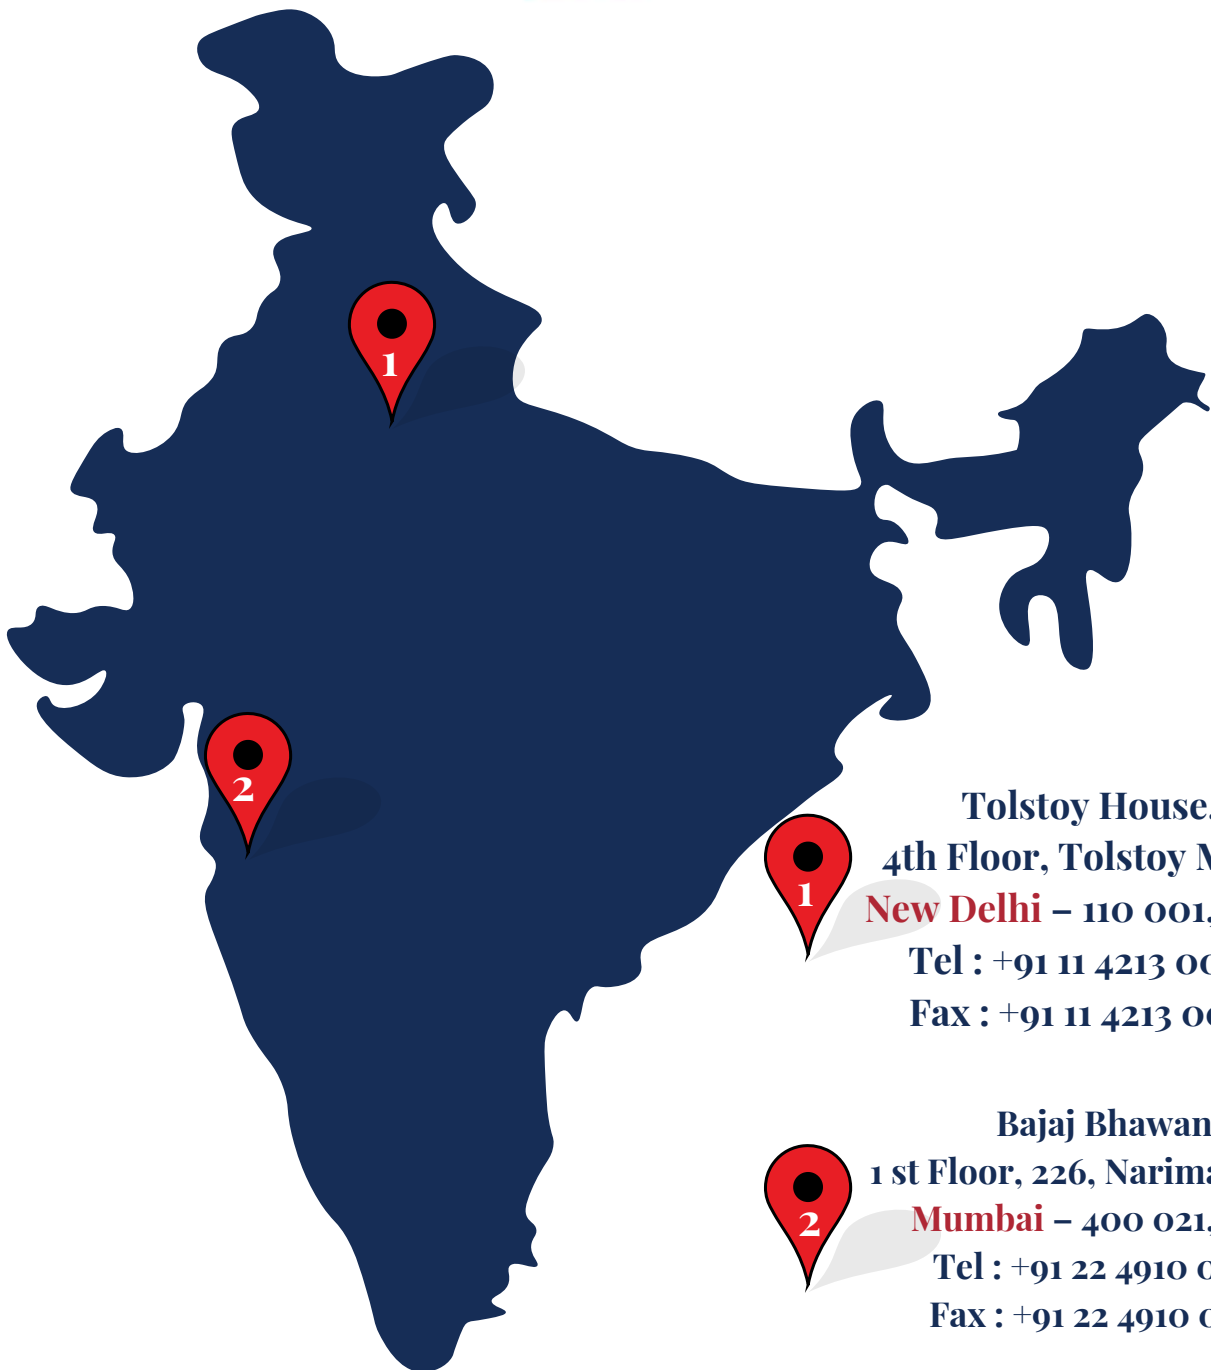 1
2
1
Tolstoy House,
4th Floor, Tolstoy
New Delhi – 110 001,
Tel : +91 11 4213
Fax : +91 11 4213
2
Bajaj Bhawan
1 st Floor, 226,
Mumbai – 400 021,
Tel : +91 22 4910
Fax : +91 22 4910